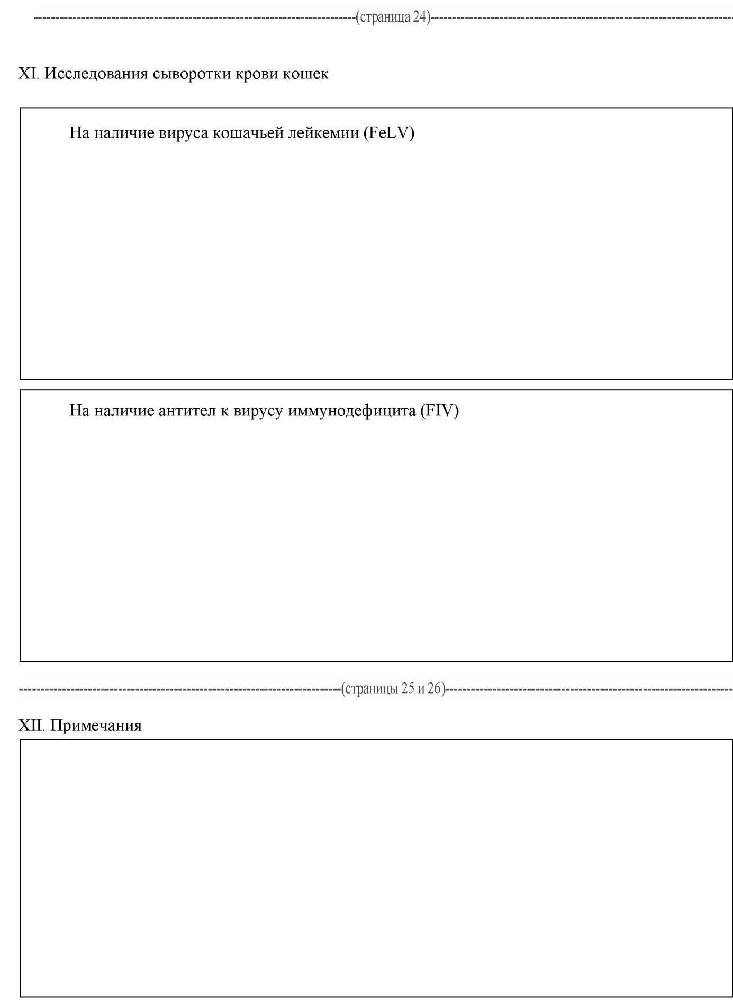 --------------------------------------------------------------------------(страница 24)----------------------------------------------------------------------
XI. Исследования сыворотки крови кошек
На наличие вируса кошачьей лейкемии (FeLV)
На наличие антител к вирусу иммунодефицита (FIV)
--------------------------------------------------------------------------(страницы 25 и 26)------------------------------------------------------------------
XII. Примечания